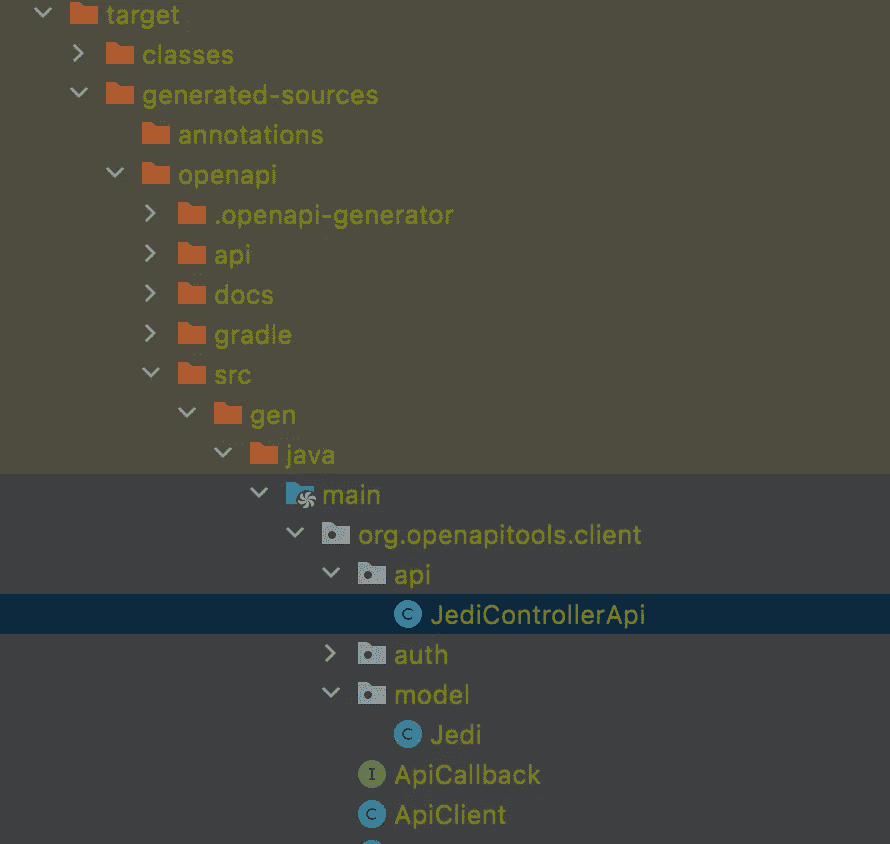 target
classes
generated-sources
annotations
openapi
.openapi-generator
api
docs
gradle
src
gen
java
main
org.openapitools.client
api
C JediControllerApi
auth
model
C Jedi
I ApiCallback
C ApiClient